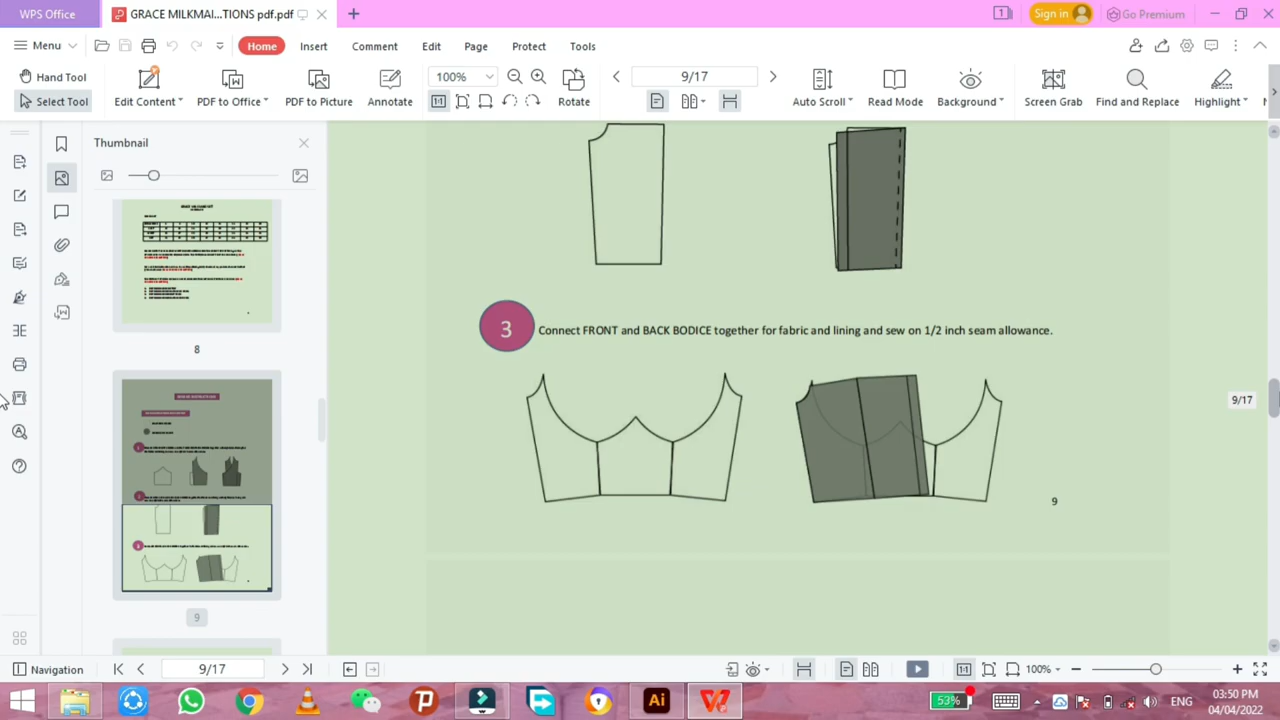 WPS Office
GRACE MILKMAI...TIONS pdf.pdf
1
Sign in
Go Premium
Menu
Home
Insert
Comment
Edit
Page
Protect
Tools
Hand Tool
Select Tool
Edit Content
PDF to Office
PDF to Picture
Annotate
100%
Rotate
9/17
Auto Scroll
Read Mode
Background
Screen Grab
Find and Replace
Highlight
Thumbnail
8
9
3 Connect FRONT and BACK BODICE together for fabric and lining and sew on 1/2 inch seam allowance.
9
9/17
Navigation
9/17
100%
53%
Ai
ENG
03:50 PM
04/04/2022